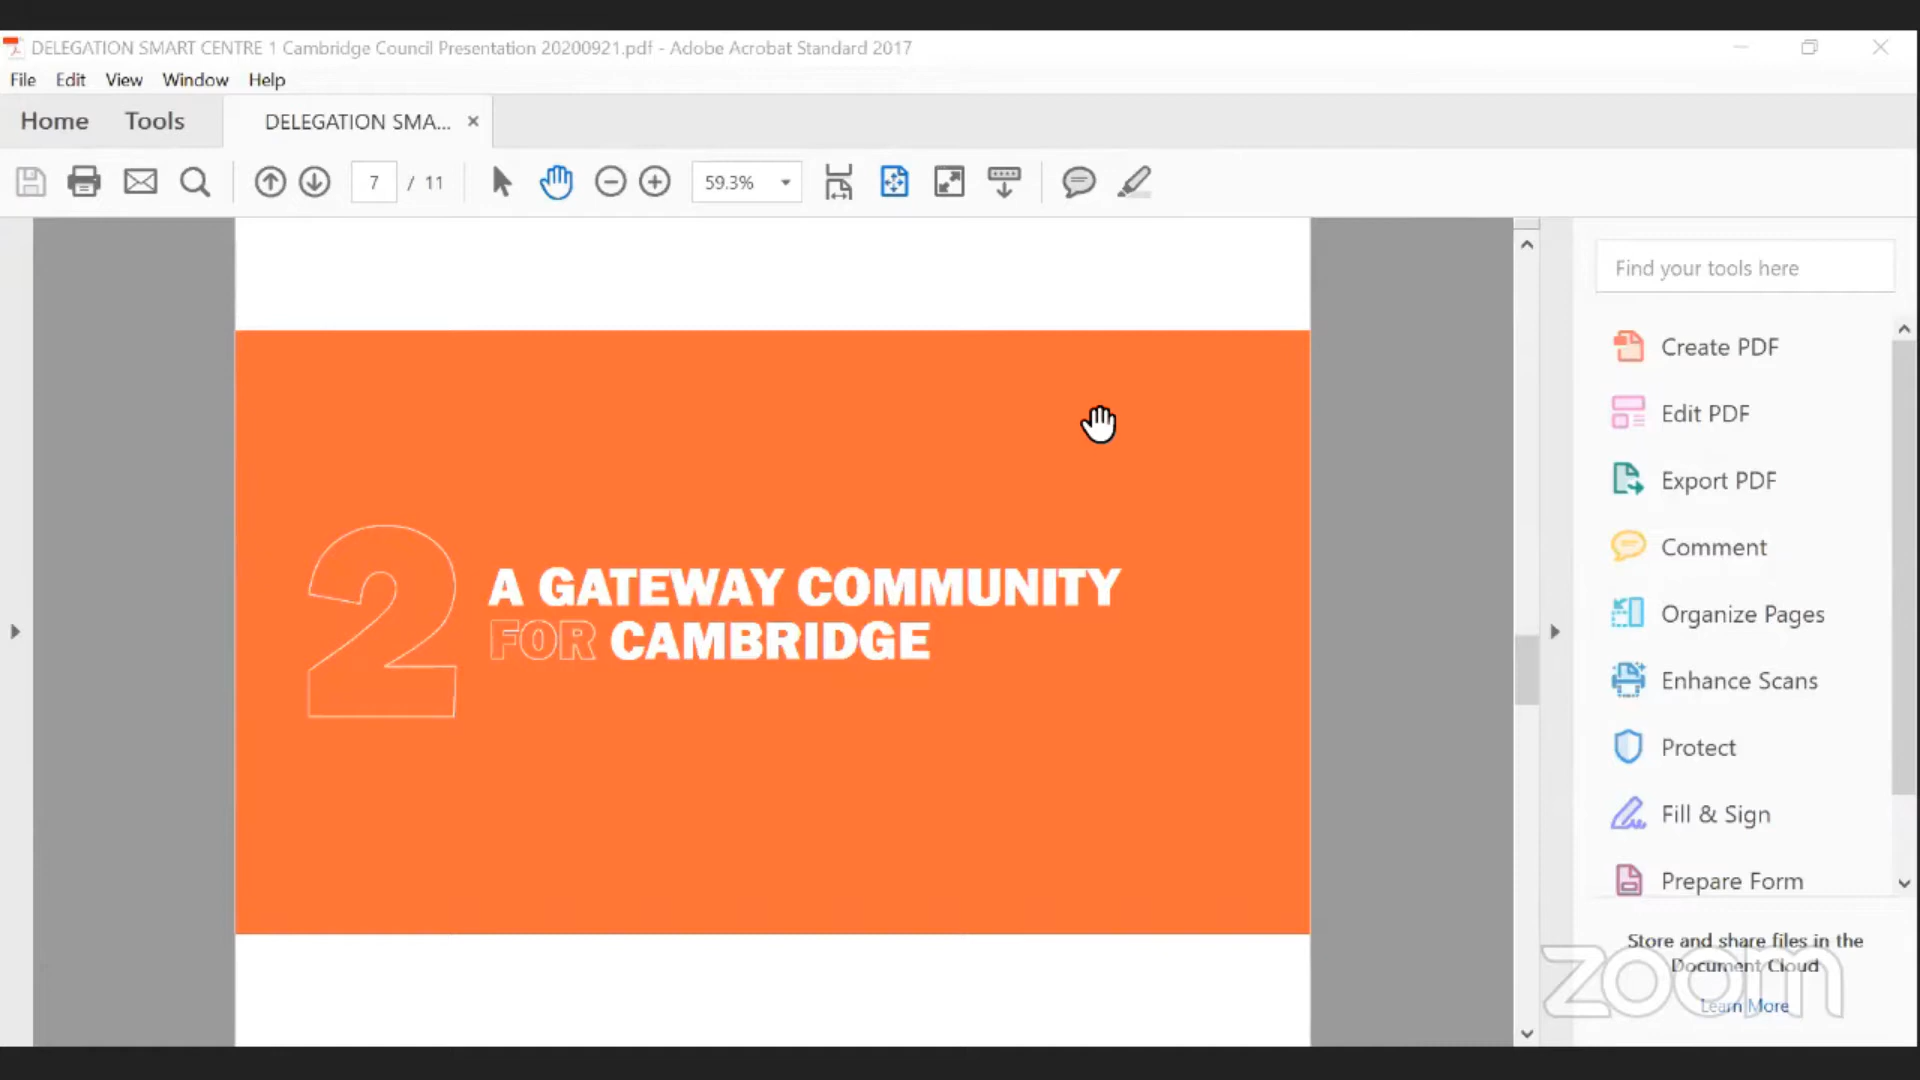 DELEGATION SMART CENTRE 1 Cambridge Council Presentation 20200921.pdf - Adobe Acrobat Standard 2017
File Edit View Window Help
Home Tools DELEGATION SMA... ×
7 / 11 59.3%
Find your tools here
Create PDF
Edit PDF
Export PDF
Comment
Organize Pages
Enhance Scans
Protect
Fill & Sign
Prepare Form
2
A GATEWAY COMMUNITY
FOR CAMBRIDGE
Store and share files in the
Document Cloud
Learn More
zoom